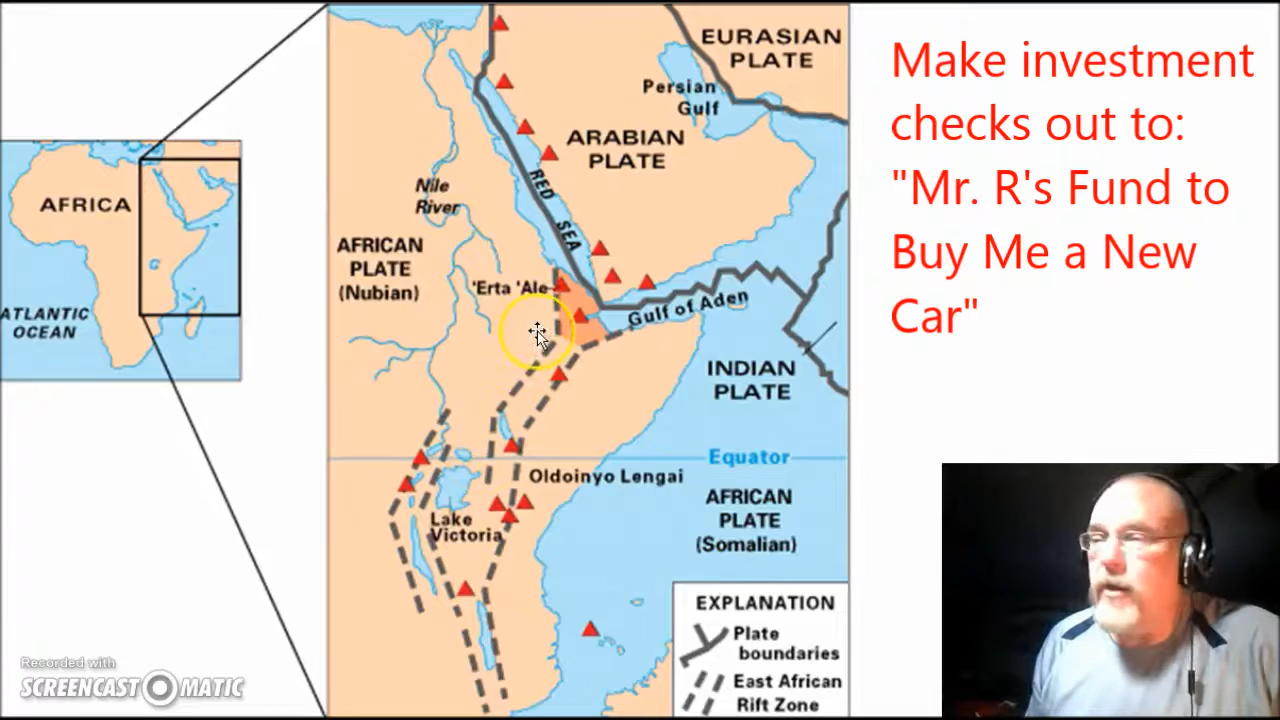 EURASIAN
PLATE
Persian
Gulf
ARABIAN
PLATE
RED SEA
Nile
River
AFRICA
AFRICAN
PLATE
(Nubian)
'Erta 'Ale
Gulf of Aden
ATLANTIC
OCEAN
INDIAN
PLATE
Equator
Oldoinyo Lengai
AFRICAN
PLATE
(Somalian)
Lake
Victoria
EXPLANATION
Plate
boundaries
East African
Rift Zone
Make investment
checks out to:
"Mr. R's Fund to
Buy Me a New
Car"
Recorded with
SCREENCAST MATIC